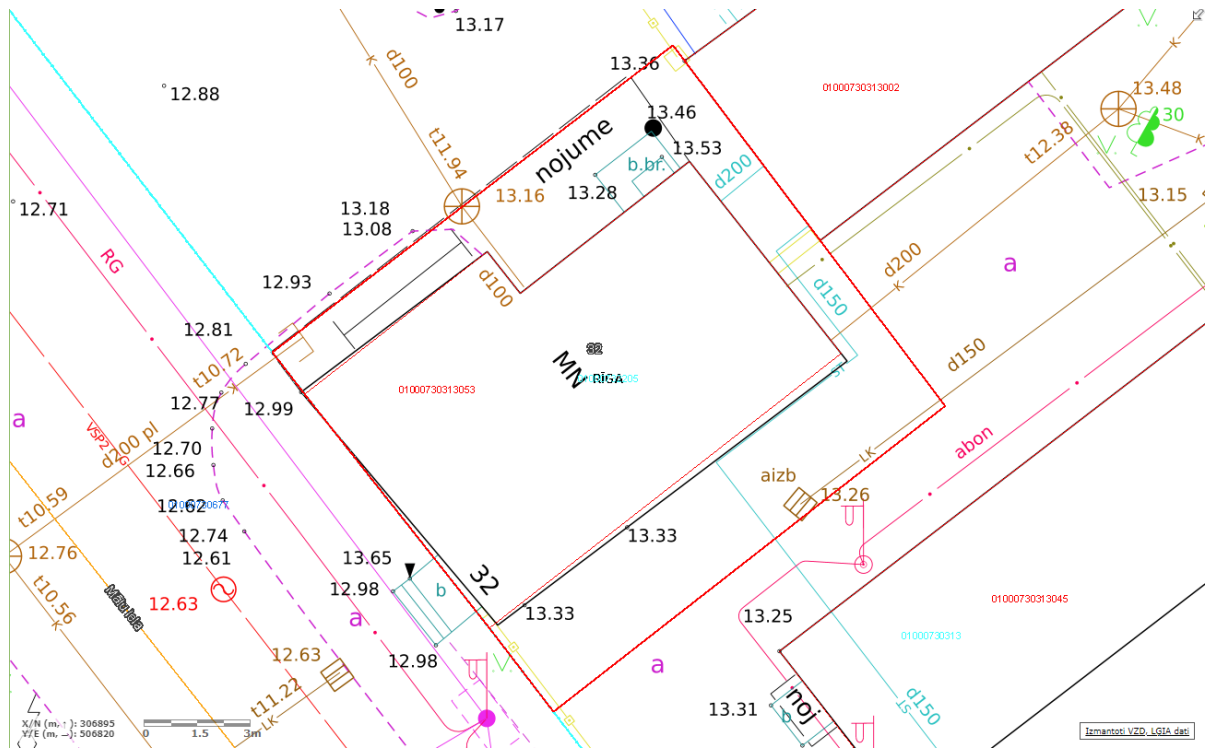 13.17
d100
12.88
13.36
01000730313002
13.48
30
13.46
nojume
t11.94
b.br.
13.53
t12.38
d200
13.28
13.16
13.15
12.71
13.18
13.08
RG
a
d200
12.93
d100
d150
12.81
32
MN
RĪGA
d150
t10.72
01000730313053
12.77
12.99
a
VSP2
d200 pl
12.70
12.66
ST
abon
LK
aizb
13.26
12.62
01000730677
t10.59
13.33
12.74
12.61
13.65
12.76
12.98
b
32
13.33
12.63
t10.56
01000730313045
13.25
a
01000730313
12.63
12.98
a
t11.22
LK
noj
b
13.31
d150
ST
X/N (m, ↑ ): 306895
Y/E (m, → ): 506820
0 1.5 3m
Izmantoti VZD, LGIA dati